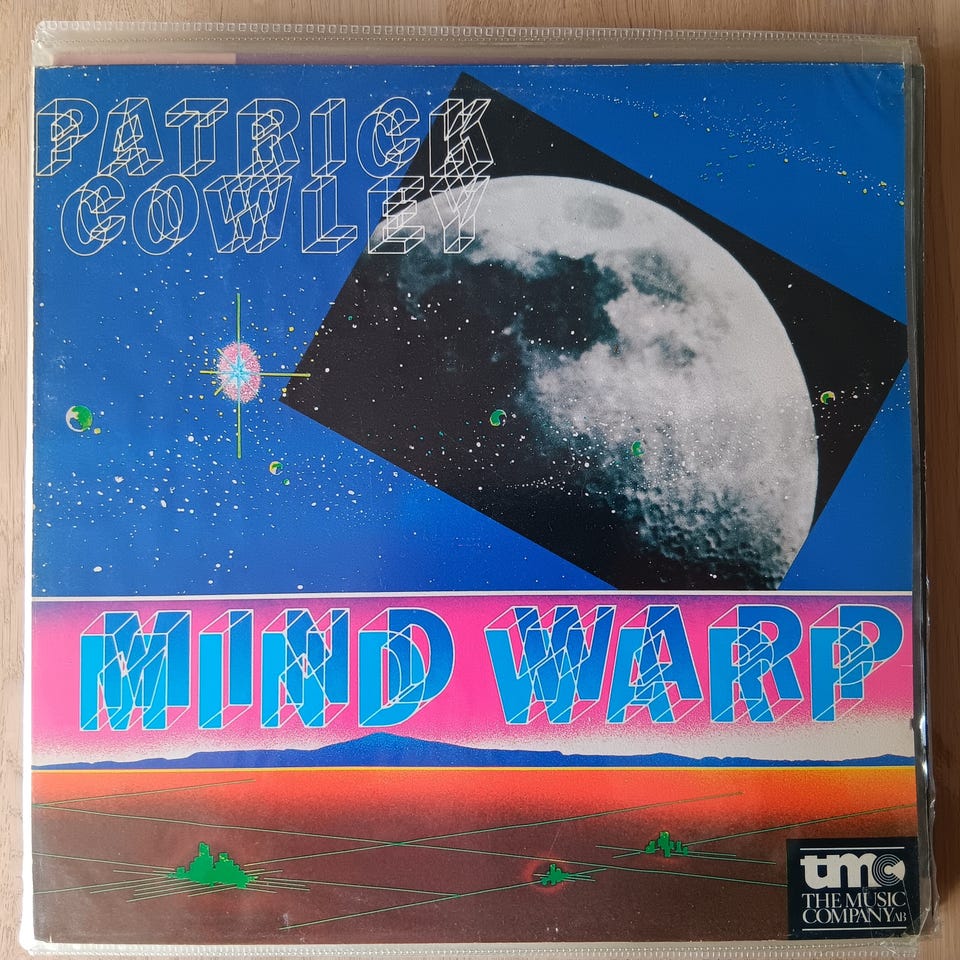 PATRICK
COWLEY
MIND WARP
tmc
THE MUSIC
COMPANY AB